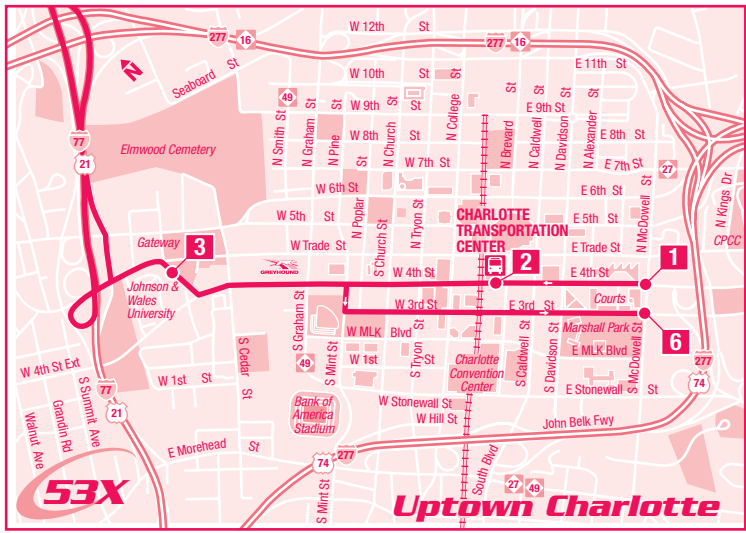 W 12th St
277
16
277
16
N
Seaboard St
W 10th St
E 11th St
49
N Smith St
N Graham St
N Pine St
W 9th St
N Church St
N College St
N Brevard St
E 9th St
N Caldwell St
N Davidson St
N Alexander St
W 8th St
E 8th St
77
21
Elmwood Cemetery
W 7th St
E 7th St
27
W 6th St
E 6th St
N McDowell St
N Kings Dr
N Poplar St
N Tryon St
W 5th St
CHARLOTTE
TRANSPORTATION
CENTER
E 5th St
CPCC
Gateway
3
W Trade St
S Church St
E Trade St
GREYHOUND
W 4th St
2
E 4th St
1
Johnson &
Wales
University
Courts
W 3rd St
E 3rd St
S Graham St
W MLK Blvd
Marshall Park
6
S Cedar St
S Mint St
S Tryon St
S Caldwell St
S Davidson St
E MLK Blvd
S McDowell St
49
W 1st St
Charlotte
Convention
Center
277
74
W 4th St Ext
W 1st St
77
21
S Summit Ave
Grandin Rd
Walnut Ave
Bank of
America
Stadium
W Stonewall St
E Stonewall St
W Hill St
John Belk Fwy
E Morehead St
277
74
S Mint St
South Blvd
27
49
53X
Uptown Charlotte